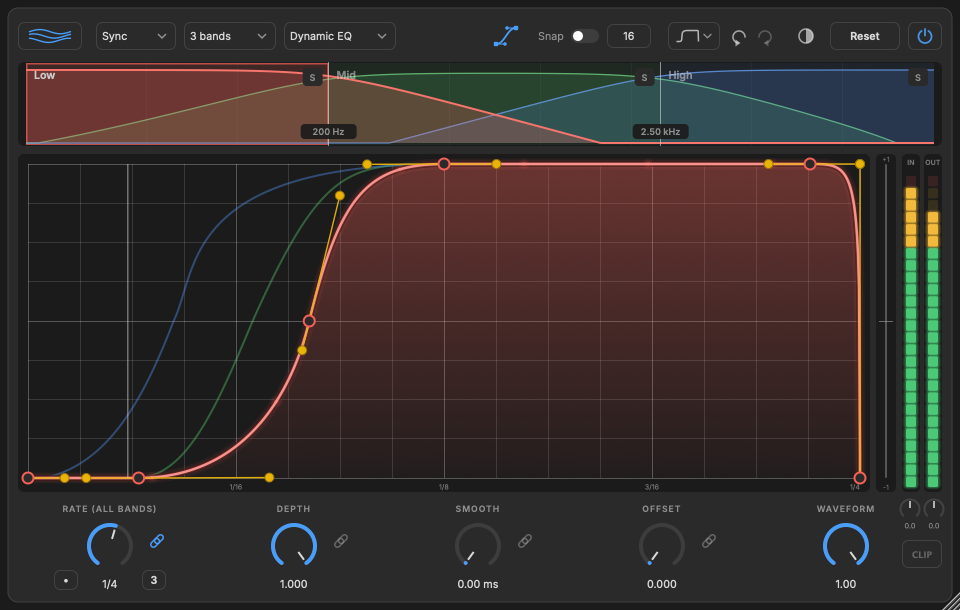 Sync 3 bands Dynamic EQ Snap 16 Reset
Low S Mid S High S
200 Hz 2.50 kHz
+1 IN OUT
-1
1/16 1/8 3/16 1/4
RATE (ALL BANDS) DEPTH SMOOTH OFFSET WAVEFORM
0.0 0.0
CLIP
1/4 3 1.000 0.00 ms 0.000 1.00